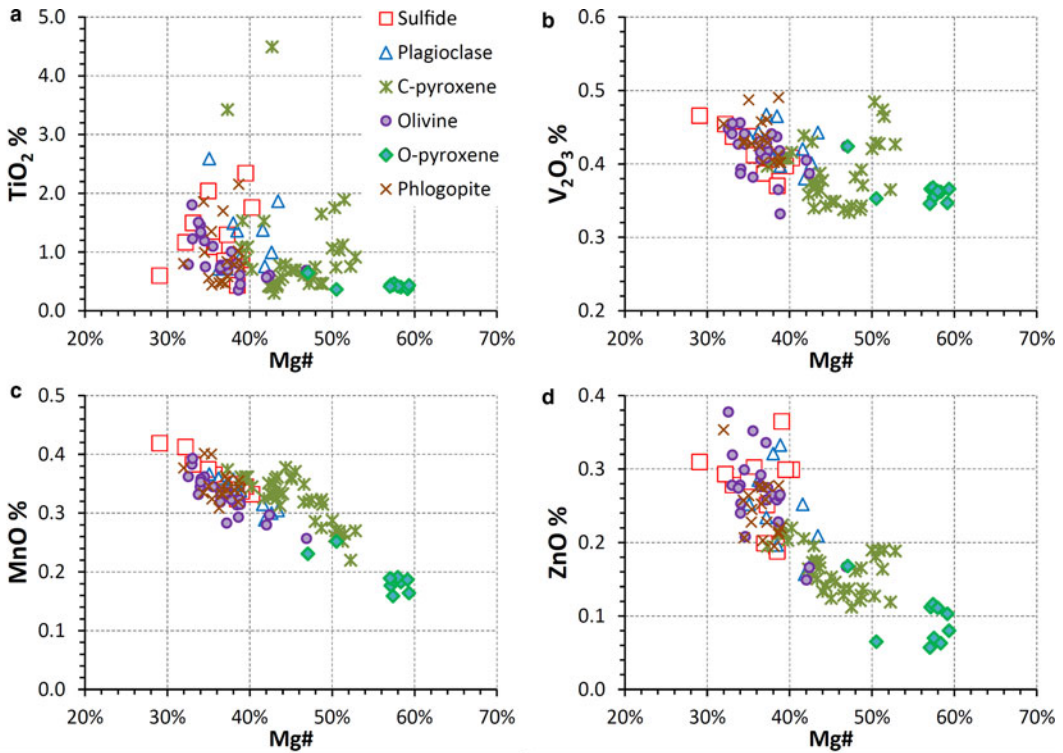 a
TiO2 %
5.0
4.0
3.0
2.0
1.0
0.0
20% 30% 40% 50% 60% 70%
Mg#
Sulfide
Plagioclase
C-pyroxene
Olivine
O-pyroxene
Phlogopite
b
V2O3 %
0.6
0.5
0.4
0.3
0.2
20% 30% 40% 50% 60% 70%
Mg#
c
MnO %
0.5
0.4
0.3
0.2
0.1
0.0
20% 30% 40% 50% 60% 70%
Mg#
d
ZnO %
0.4
0.3
0.2
0.1
0.0
20% 30% 40% 50% 60% 70%
Mg#